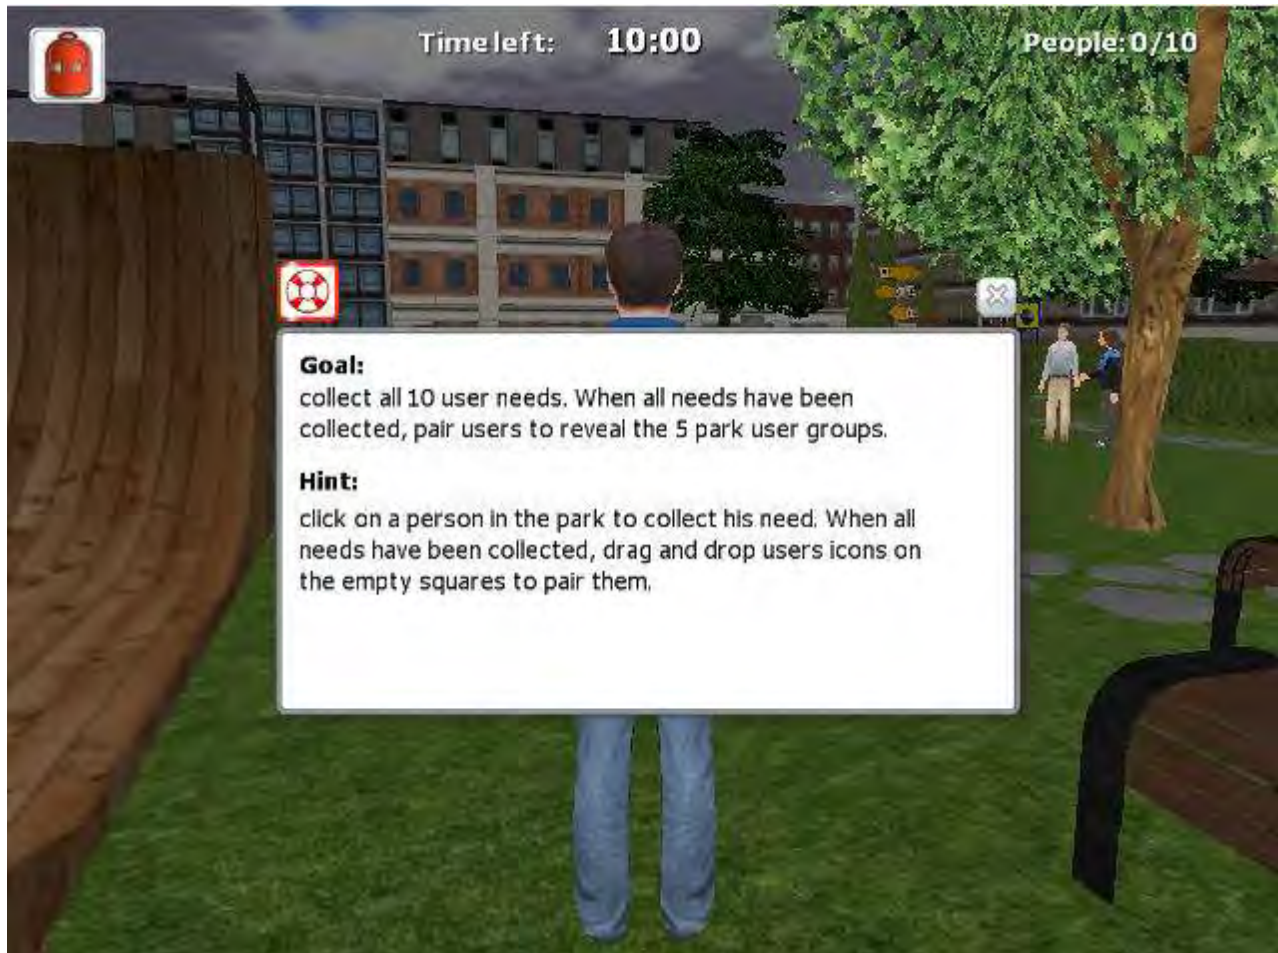 Time left: 10:00 People: 0/10
Goal:
collect all 10 user needs. When all needs have been
collected, pair users to reveal the 5 park user groups.
Hint:
click on a person in the park to collect his need. When all
needs have been collected, drag and drop users icons on
the empty squares to pair them.